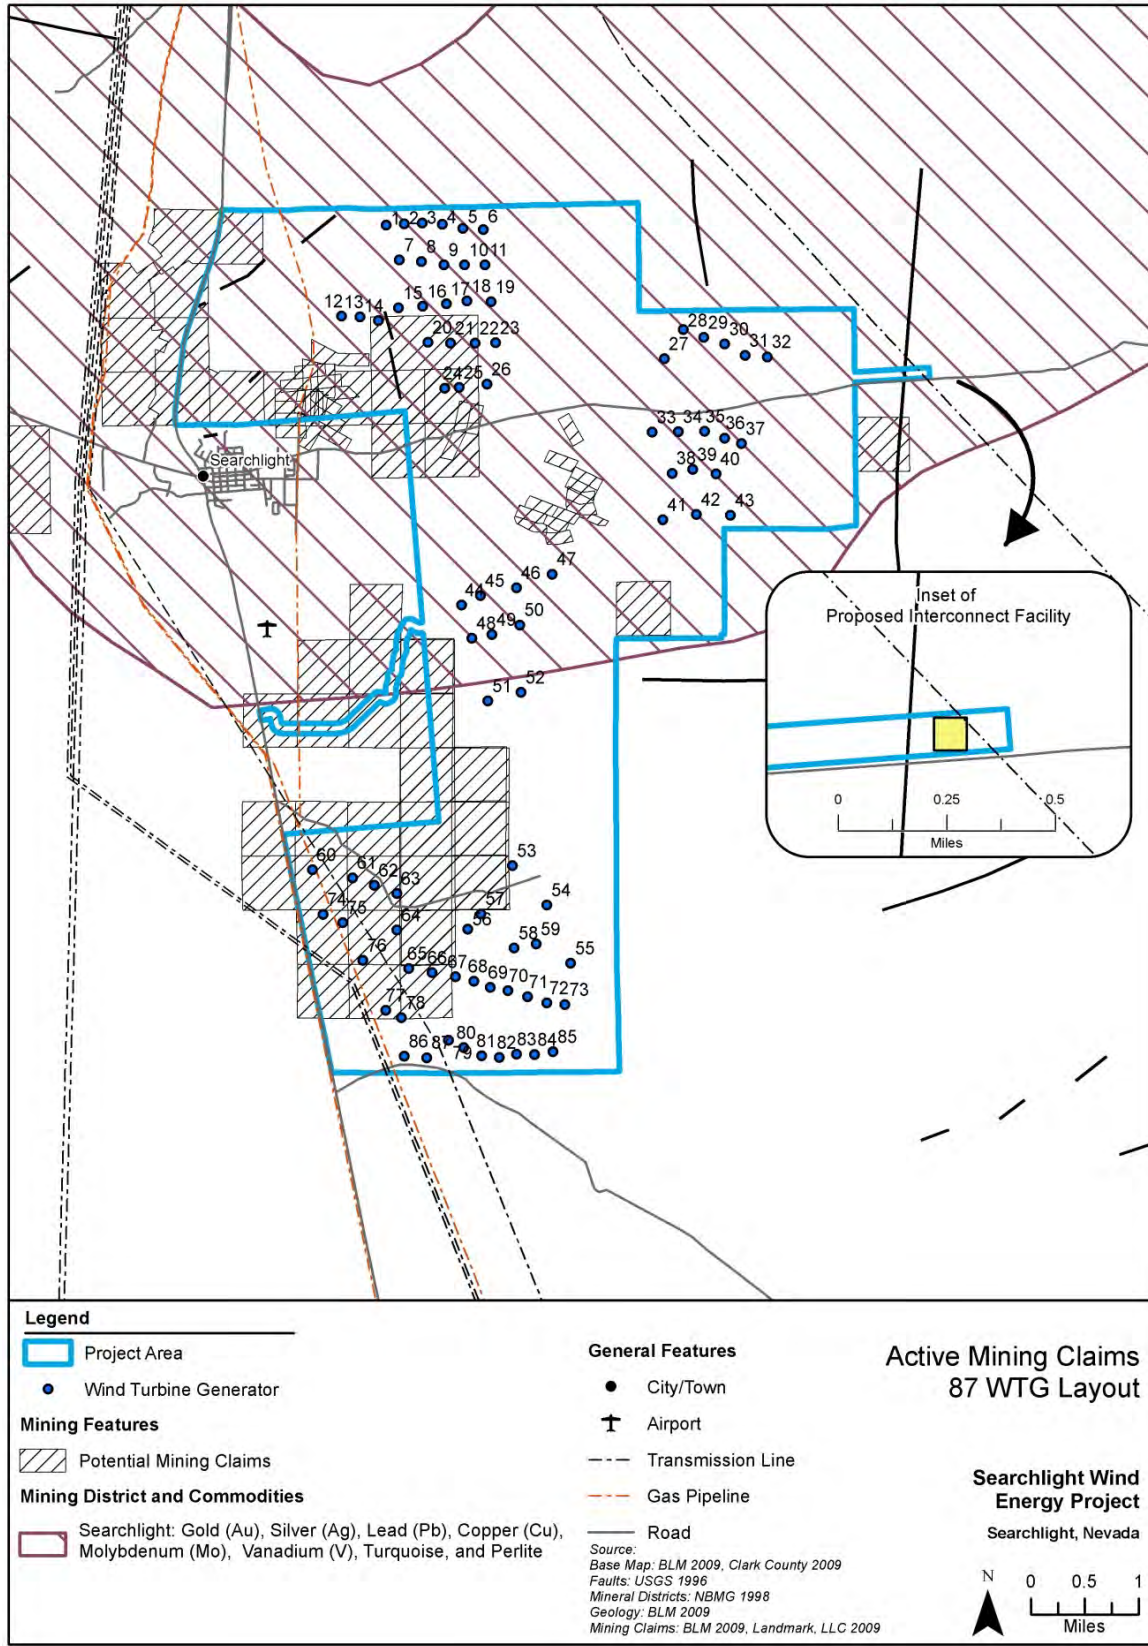 1 2 3 4 5 6
7 8 9 10 11
12 13 14 15 16 17 18 19
20 21 22 23
24 25 26
27 28 29 30 31 32
33 34 35 36 37
38 39 40
41 42 43
Searchlight
44 45 46 47
48 49 50
51 52
Inset of
Proposed Interconnect Facility
0 0.25 0.5
Miles
53
60 61 62 63
54
74 75 64 56 57
58 59
55
76 65 66 67 68 69 70 71 72 73
77 78
86 87 80 79 81 82 83 84 85
Legend
Project Area
Wind Turbine Generator
Mining Features
Potential Mining Claims
Mining District and Commodities
Searchlight: Gold (Au), Silver (Ag), Lead (Pb), Copper (Cu),
Molybdenum (Mo), Vanadium (V), Turquoise, and Perlite
General Features
City/Town
Airport
Transmission Line
Gas Pipeline
Road
Source:
Base Map: BLM 2009, Clark County 2009
Faults: USGS 1996
Mineral Districts: NBMG 1998
Geology: BLM 2009
Mining Claims: BLM 2009, Landmark, LLC 2009
Active Mining Claims
87 WTG Layout
Searchlight Wind
Energy Project
Searchlight, Nevada
N
0 0.5 1
Miles